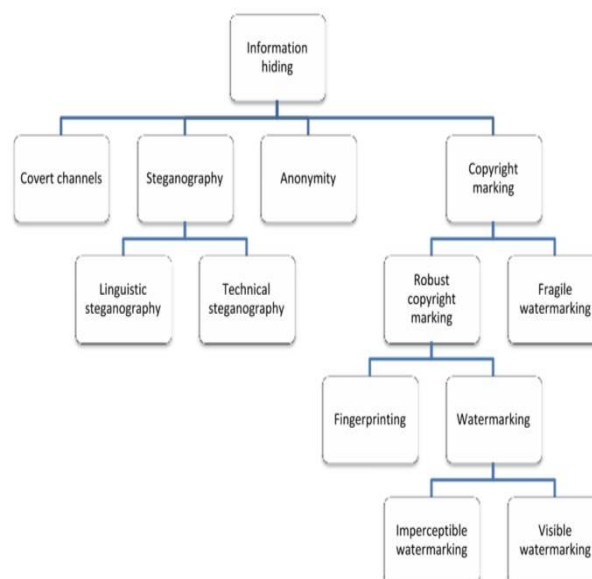 Information
hiding
Covert channels
Steganography
Anonymity
Copyright
marking
Linguistic
steganography
Technical
steganography
Robust
copyright
marking
Fragile
watermarking
Fingerprinting
Watermarking
Imperceptible
watermarking
Visible
watermarking